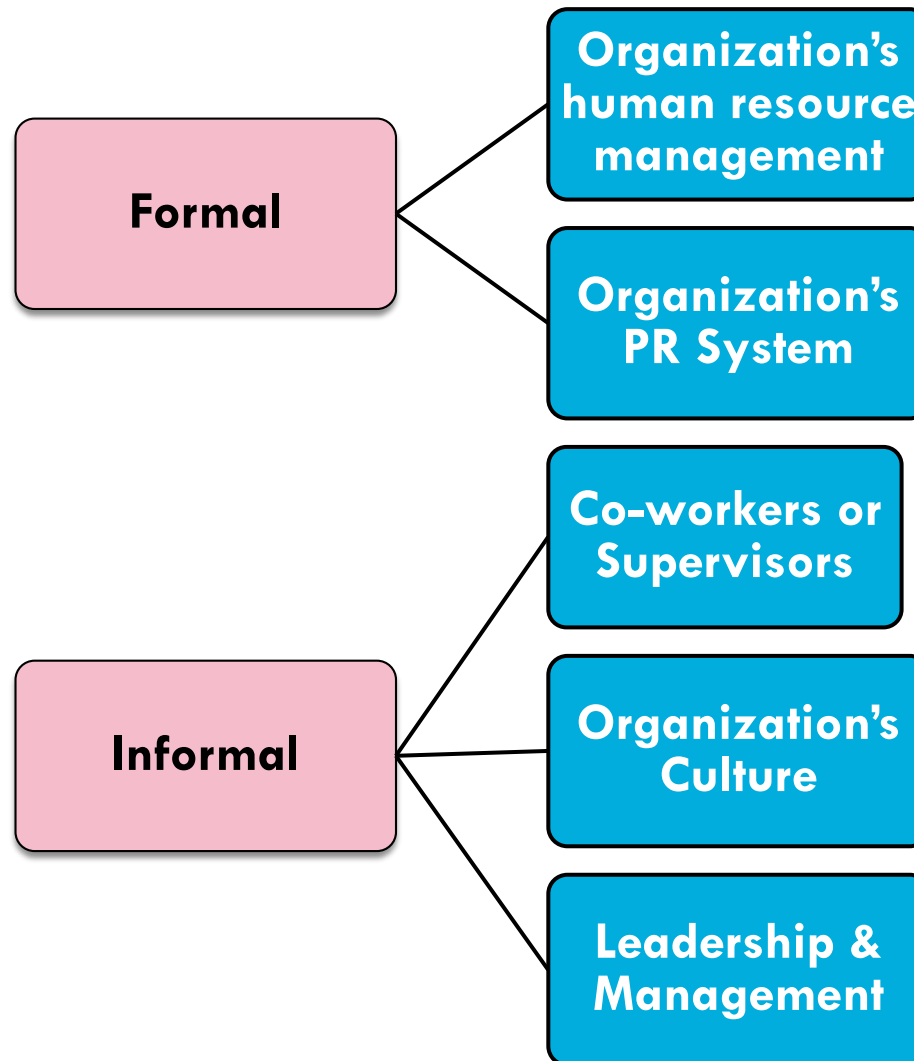 Formal
Organization’s
human resource
management
Organization’s
PR System
Informal
Co-workers or
Supervisors
Organization’s
Culture
Leadership &
Management